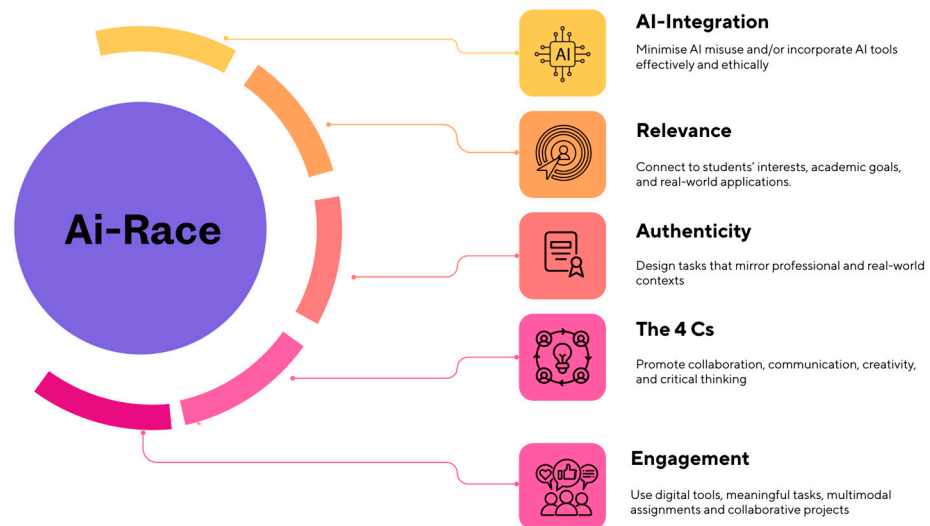 Ai-Race
AI
AI-Integration
Minimise AI misuse and/or incorporate AI tools
effectively and ethically
Relevance
Connect to students’ interests, academic goals,
and real-world applications.
Authenticity
Design tasks that mirror professional and real-world
contexts
The 4 Cs
Promote collaboration, communication, creativity,
and critical thinking
Engagement
Use digital tools, meaningful tasks, multimodal
assignments and collaborative projects